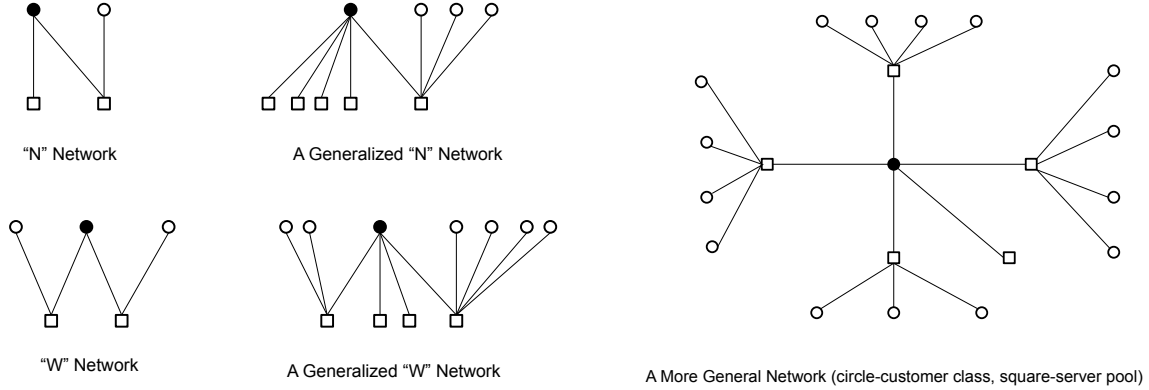 “N” Network
A Generalized “N” Network
“W” Network
A Generalized “W” Network
A More General Network (circle-customer class, square-server pool)